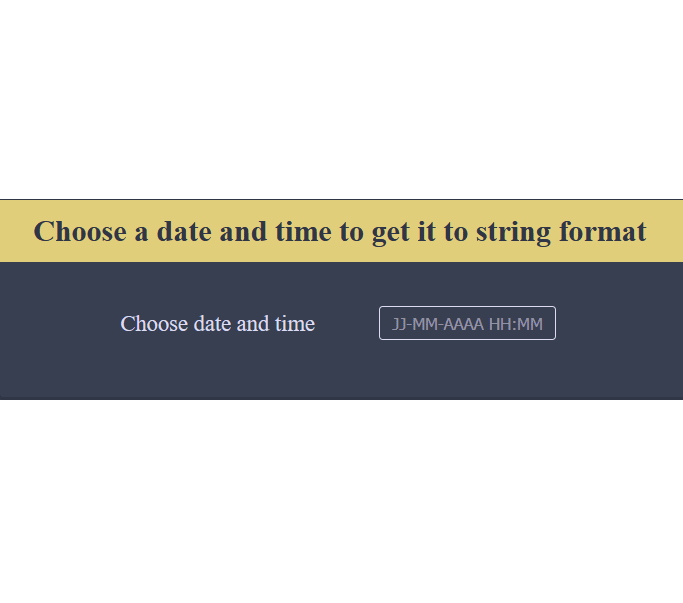 Choose a date and time to get it to string format
Choose date and time
JJ-MM-AAAA HH:MM